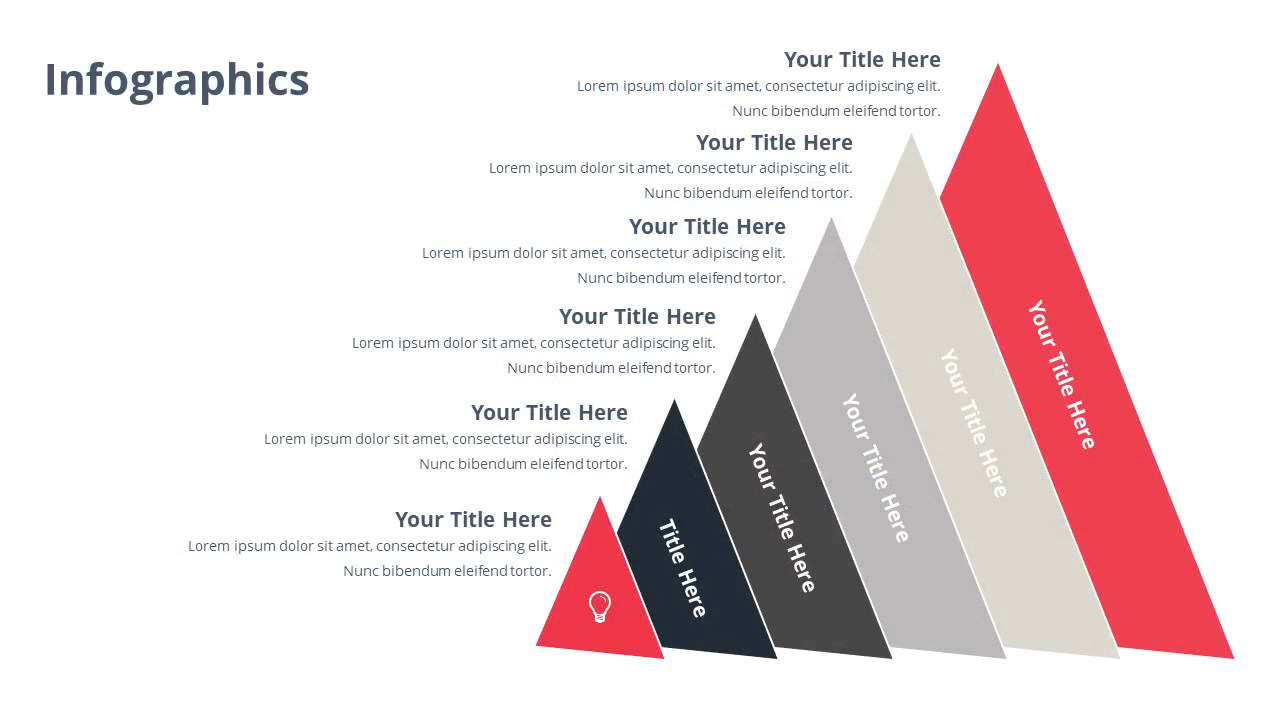 Infographics
Your Title Here
Lorem ipsum dolor sit amet, consectetur adipiscing elit.
Nunc bibendum eleifend tortor.
Your Title Here
Lorem ipsum dolor sit amet, consectetur adipiscing elit.
Nunc bibendum eleifend tortor.
Your Title Here
Lorem ipsum dolor sit amet, consectetur adipiscing elit.
Nunc bibendum eleifend tortor.
Your Title Here
Lorem ipsum dolor sit amet, consectetur adipiscing elit.
Nunc bibendum eleifend tortor.
Your Title Here
Lorem ipsum dolor sit amet, consectetur adipiscing elit.
Nunc bibendum eleifend tortor.
Your Title Here
Lorem ipsum dolor sit amet, consectetur adipiscing elit.
Nunc bibendum eleifend tortor.
Title Here
Your Title Here
Your Title Here
Your Title Here
Your Title Here